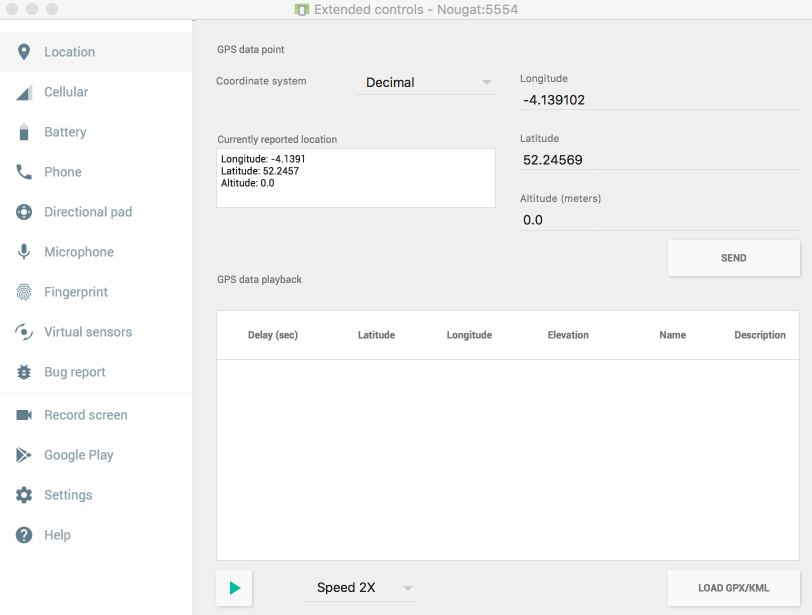 Extended controls - Nougat:5554
Location
Cellular
Battery
Phone
Directional pad
Microphone
Fingerprint
Virtual sensors
Bug report
Record screen
Google Play
Settings
Help
GPS data point
Coordinate system
Decimal
Longitude
-4.139102
Currently reported location
Longitude: -4.1391
Latitude: 52.2457
Altitude: 0.0
Latitude
52.24569
Altitude (meters)
0.0
SEND
GPS data playback
Delay (sec) Latitude Longitude Elevation Name Description
Speed 2X
LOAD GPX/KML